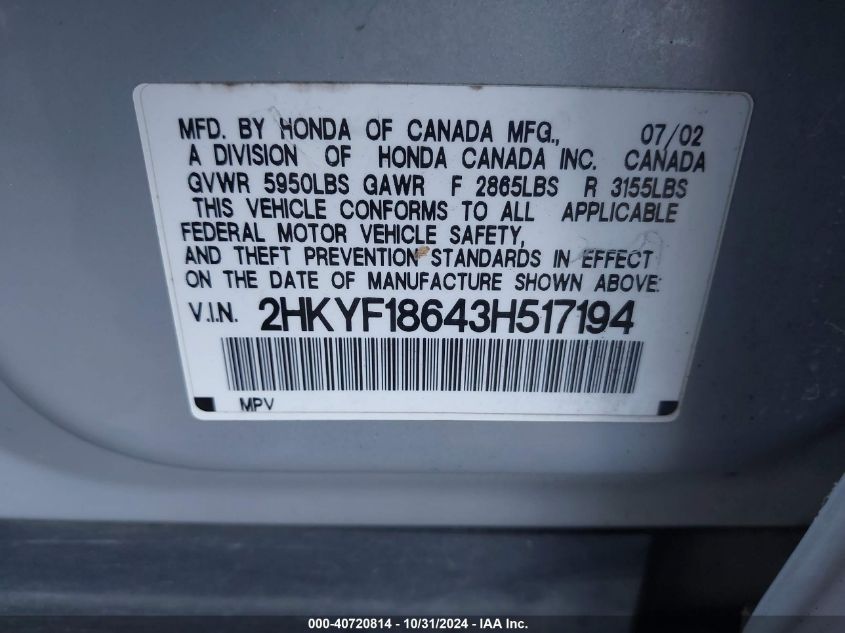 MFD. BY HONDA OF CANADA MFG., 07/02
A DIVISION OF HONDA CANADA INC. CANADA
GVWR 5950LBS GAWR F 2865LBS R 3155LBS
THIS VEHICLE CONFORMS TO ALL APPLICABLE
FEDERAL MOTOR VEHICLE SAFETY,
AND THEFT PREVENTION STANDARDS IN EFFECT
ON THE DATE OF MANUFACTURE SHOWN ABOVE:
V.I.N. 2HKYF18643H517194
MPV
000-40720814 - 10/31/2024 - IAA Inc.